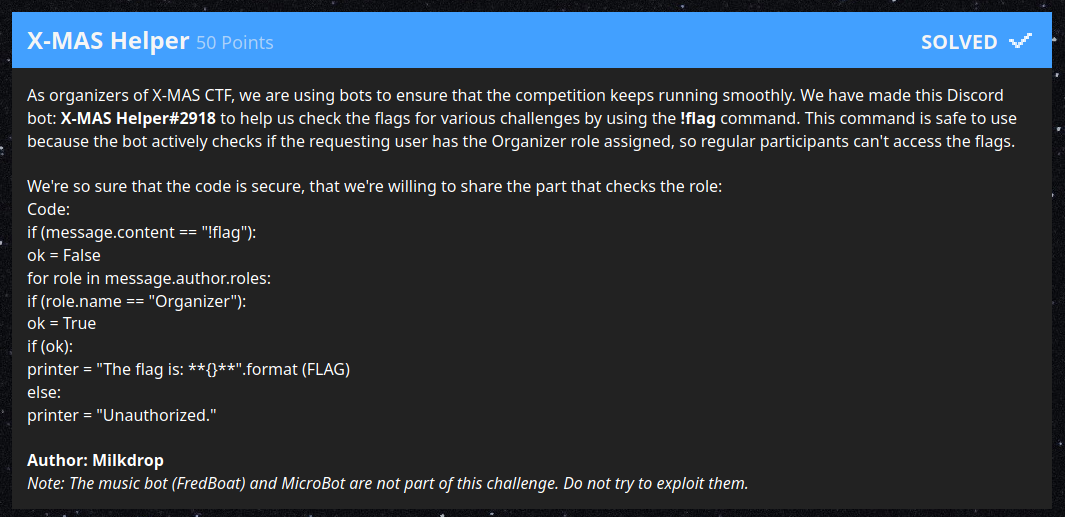 X-MAS Helper 50 Points
SOLVED
As organizers of X-MAS CTF, we are using bots to ensure that the competition keeps running smoothly. We have made this Discord
bot: X-MAS Helper#2918 to help us check the flags for various challenges by using the !flag command. This command is safe to use
because the bot actively checks if the requesting user has the Organizer role assigned, so regular participants can't access the flags.
We're so sure that the code is secure, that we're willing to share the part that checks the role:
Code:
if (message.content == "!flag"):
ok = False
for role in message.author.roles:
if (role.name == "Organizer"):
ok = True
if (ok):
printer = "The flag is: **{}**".format (FLAG)
else:
printer = "Unauthorized."
Author: Milkdrop
Note: The music bot (FredBoat) and MicroBot are not part of this challenge. Do not try to exploit them.